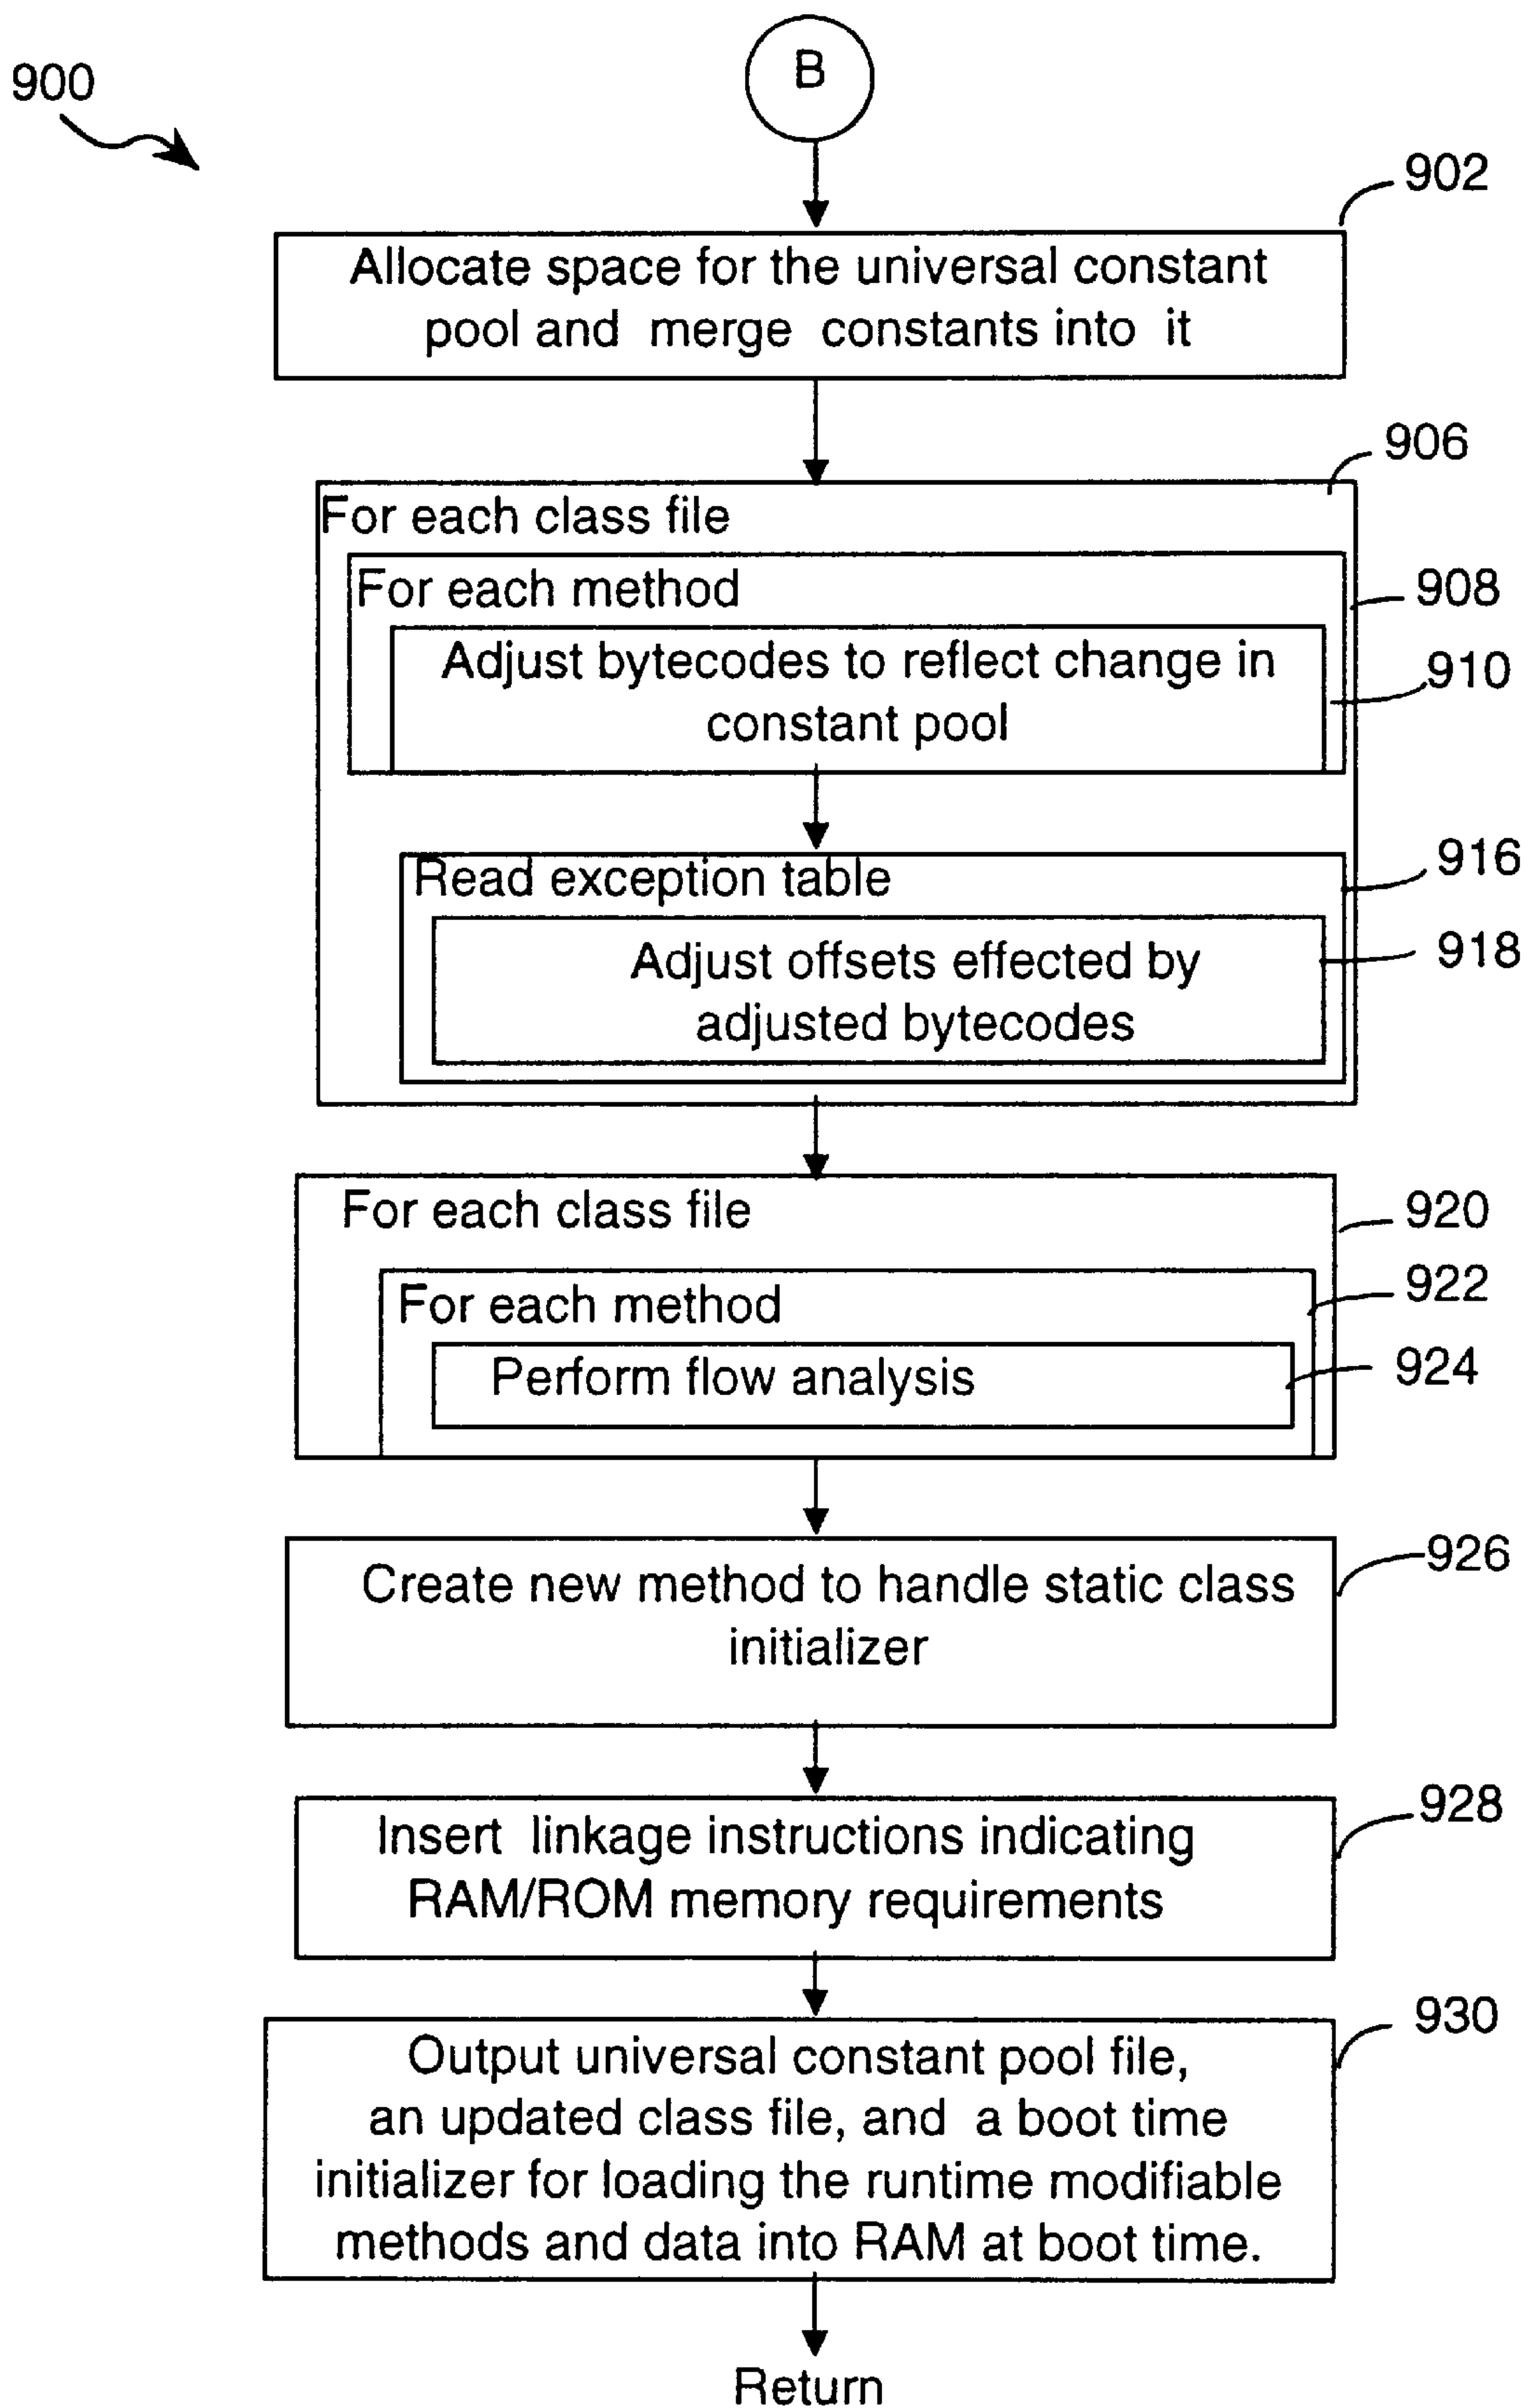 900
B
902
Allocate space for the universal constant
pool and merge constants into it
906
For each class file
For each method
908
Adjust bytecodes to reflect change in
constant pool
910
Read exception table
916
Adjust offsets effected by
adjusted bytecodes
918
For each class file
920
For each method
922
Perform flow analysis
924
Create new method to handle static class
initializer
926
Insert linkage instructions indicating
RAM/ROM memory requirements
928
Output universal constant pool file,
an updated class file, and a boot time
initializer for loading the runtime modifiable
methods and data into RAM at boot time.
930
Return